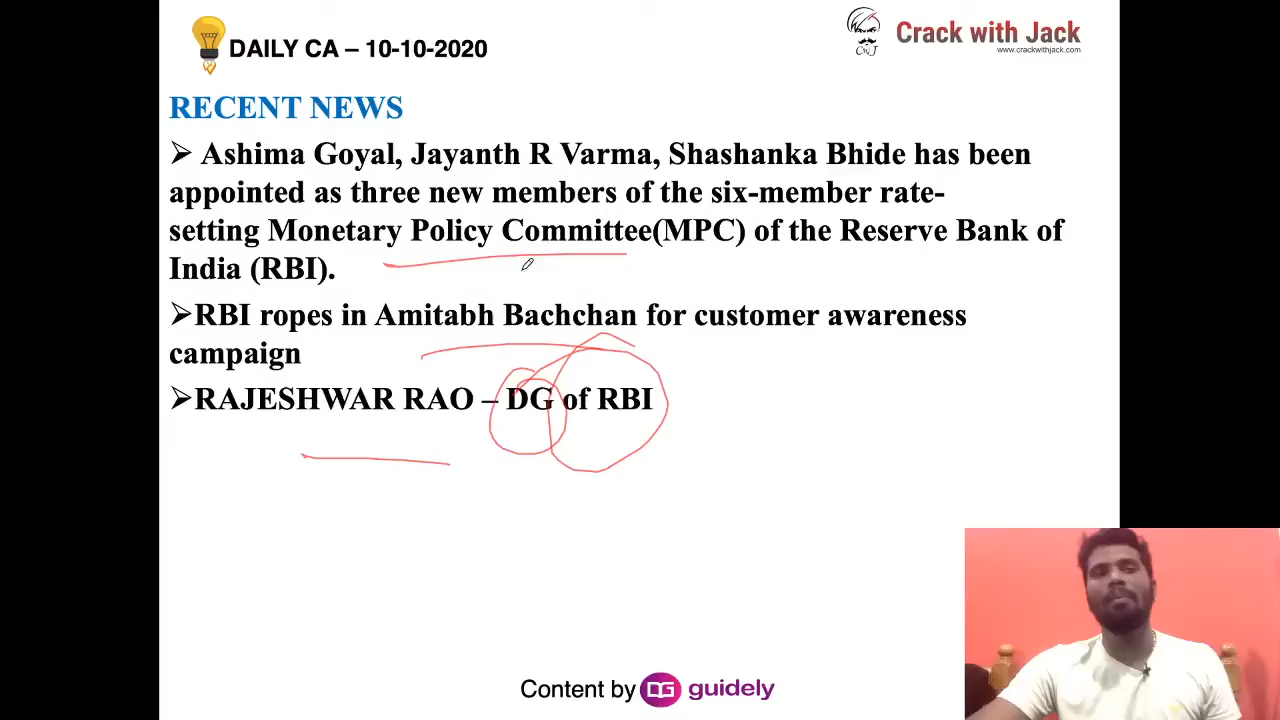 DAILY CA – 10-10-2020
Crack with Jack
www.crackwithjack.com
CWJ
RECENT NEWS
➤ Ashima Goyal, Jayanth R Varma, Shashanka Bhide has been
appointed as three new members of the six-member rate-
setting Monetary Policy Committee(MPC) of the Reserve Bank of
India (RBI).
➤RBI ropes in Amitabh Bachchan for customer awareness
campaign
➤RAJESHWAR RAO – DG of RBI
Content by DG guidely